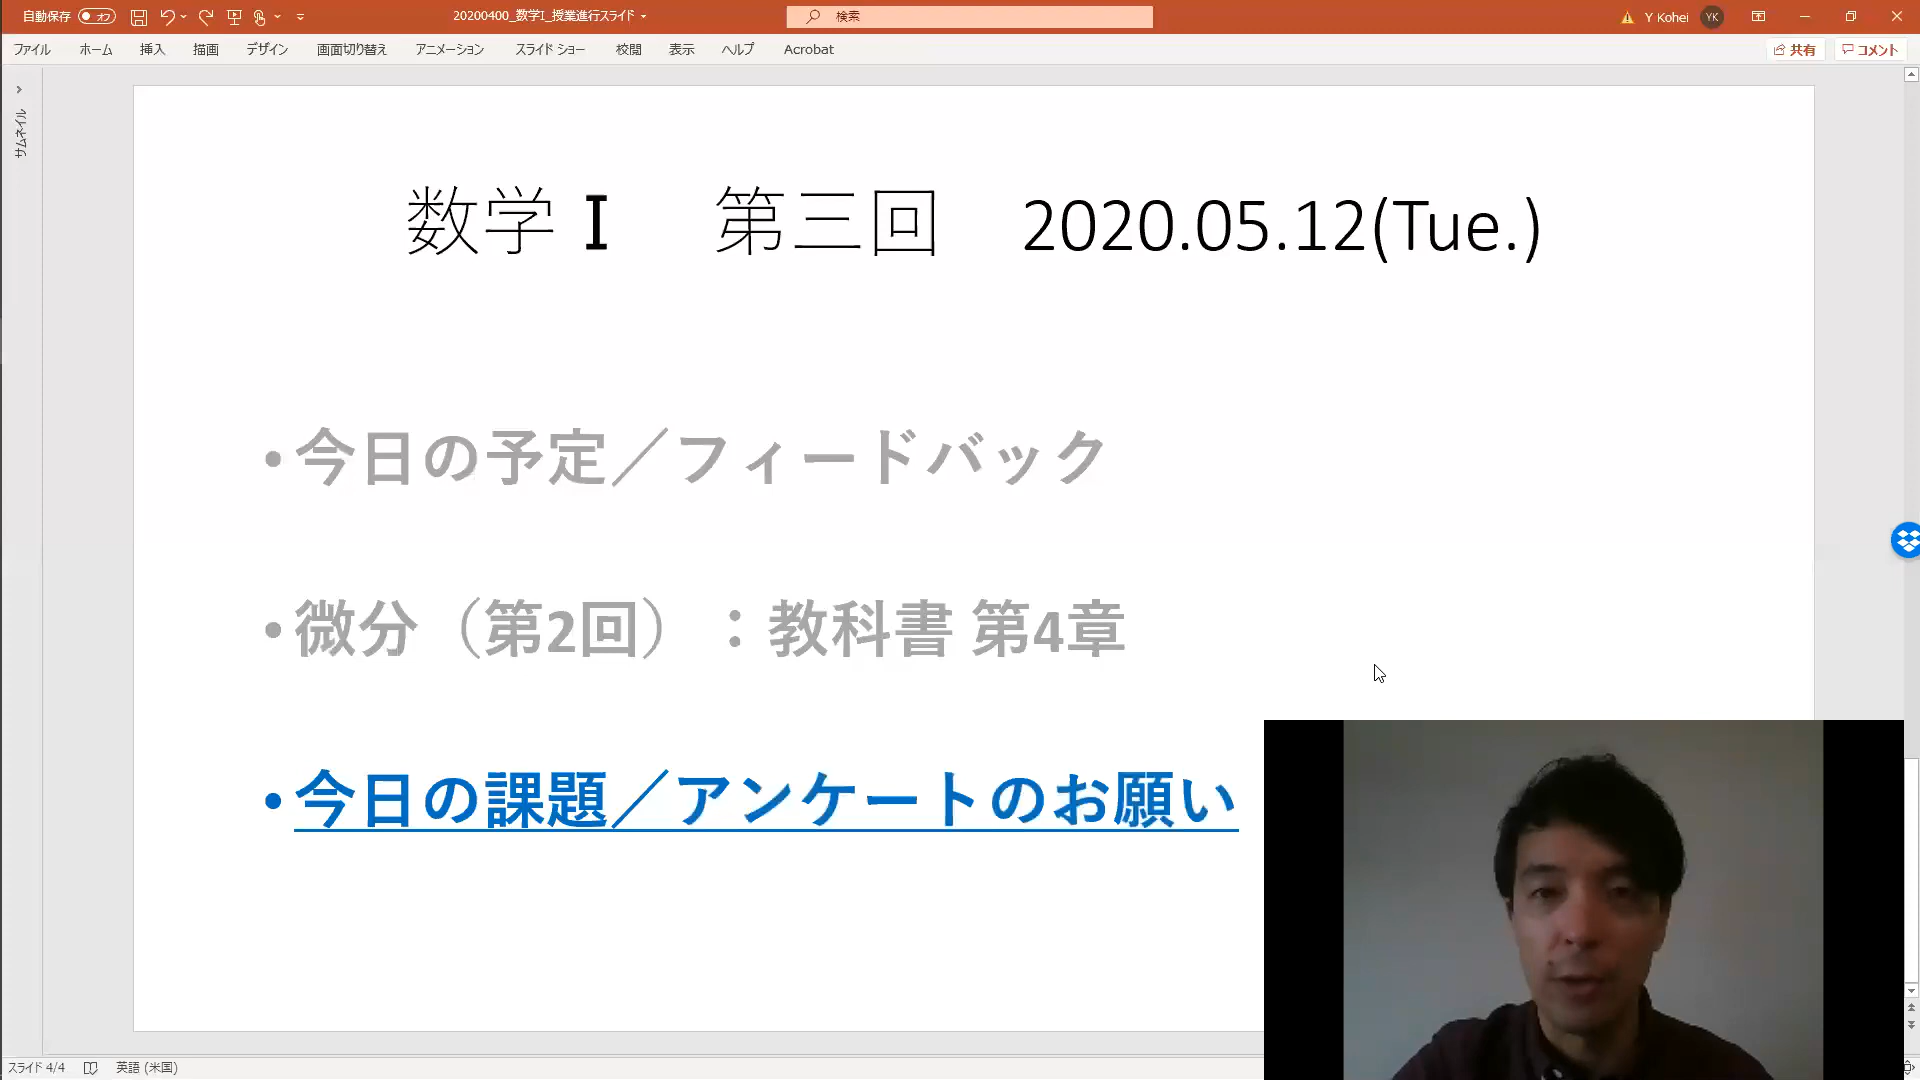 自動保存 オフ 20200400_数学I_授業進行スライド 検索 Y Kohei YK
ファイル ホーム 挿入 描画 デザイン 画面切り替え アニメーション スライド ショー 校閲 表示 ヘルプ Acrobat 共有 コメント
サムネイル
数学 I 第三回 2020.05.12(Tue.)
•今日の予定／フィードバック
•微分（第2回）：教科書 第4章
•今日の課題／アンケートのお願い
スライド 4/4 英語 (米国)